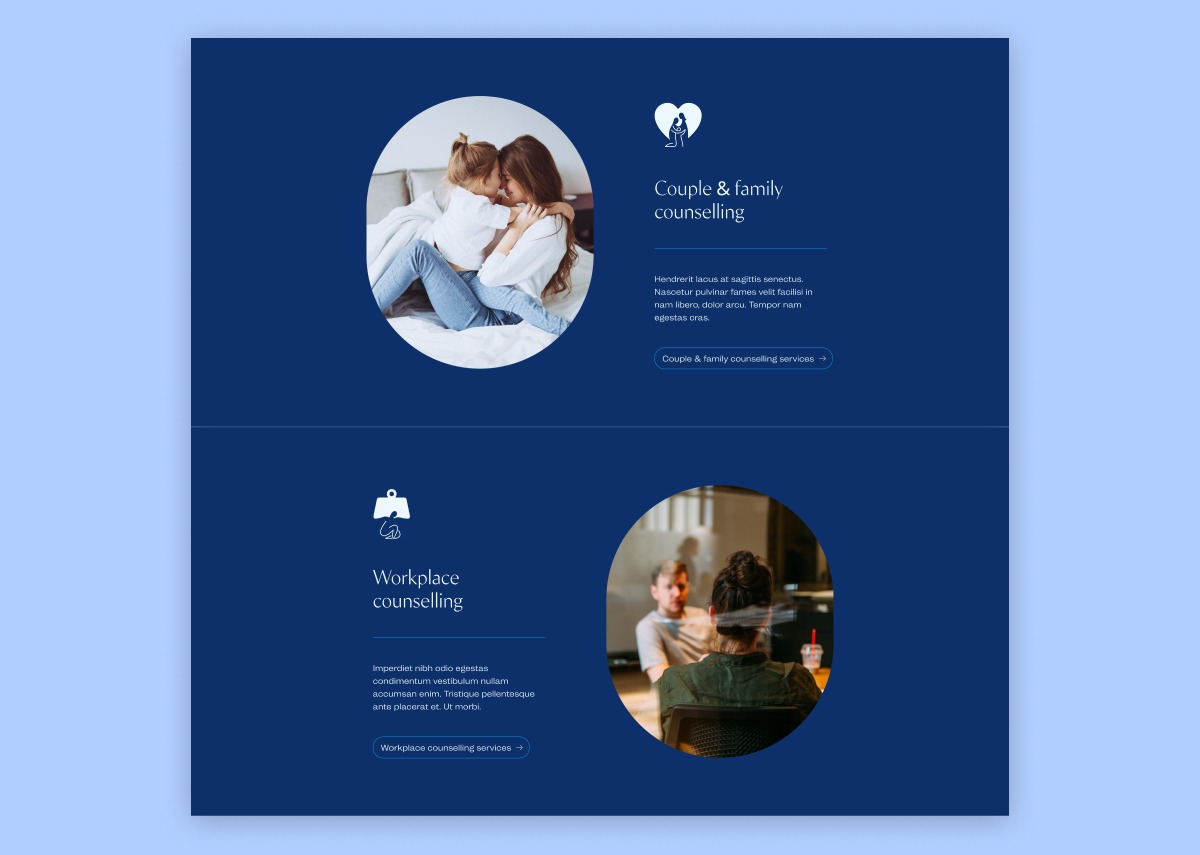 Couple & family
counselling
Hendrerit lacus at sagittis senectus.
Nascetur pulvinar fames velit facilisi in
nam libero, dolor arcu. Tempor nam
egestas cras.
Couple & family counselling services →
Workplace
counselling
Imperdiet nibh odio egestas
condimentum vestibulum nullam
accumsan enim. Tristique pellentesque
ante placerat et. Ut morbi.
Workplace counselling services →